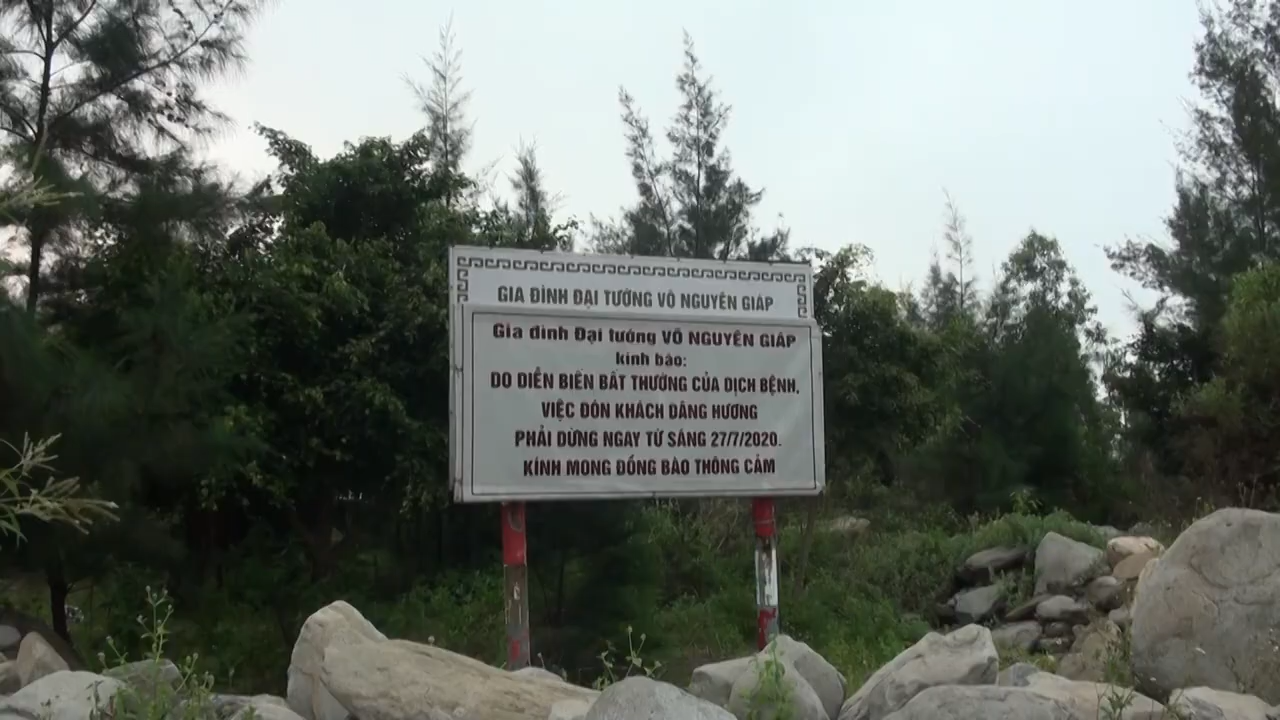 GIA ĐÌNH ĐẠI TƯỚNG VÕ NGUYÊN GIÁP
Gia đình Đại tướng VÕ NGUYÊN GIÁP
kính báo:
DO DIỄN BIẾN BẤT THƯỜNG CỦA DỊCH BỆNH,
VIỆC ĐÓN KHÁCH DÂNG HƯƠNG
PHẢI DỪNG NGAY TỪ SÁNG 27/7/2020.
KÍNH MONG ĐỒNG BÀO THÔNG CẢM